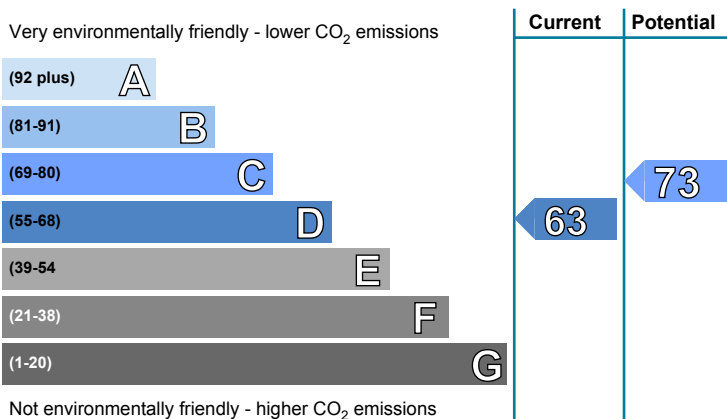 Very environmentally friendly - lower CO2 emissions
Current
Potential
(92 plus) A
(81-91) B
(69-80) C
73
(55-68) D
63
(39-54 E
(21-38) F
(1-20) G
Not environmentally friendly - higher CO2 emissions